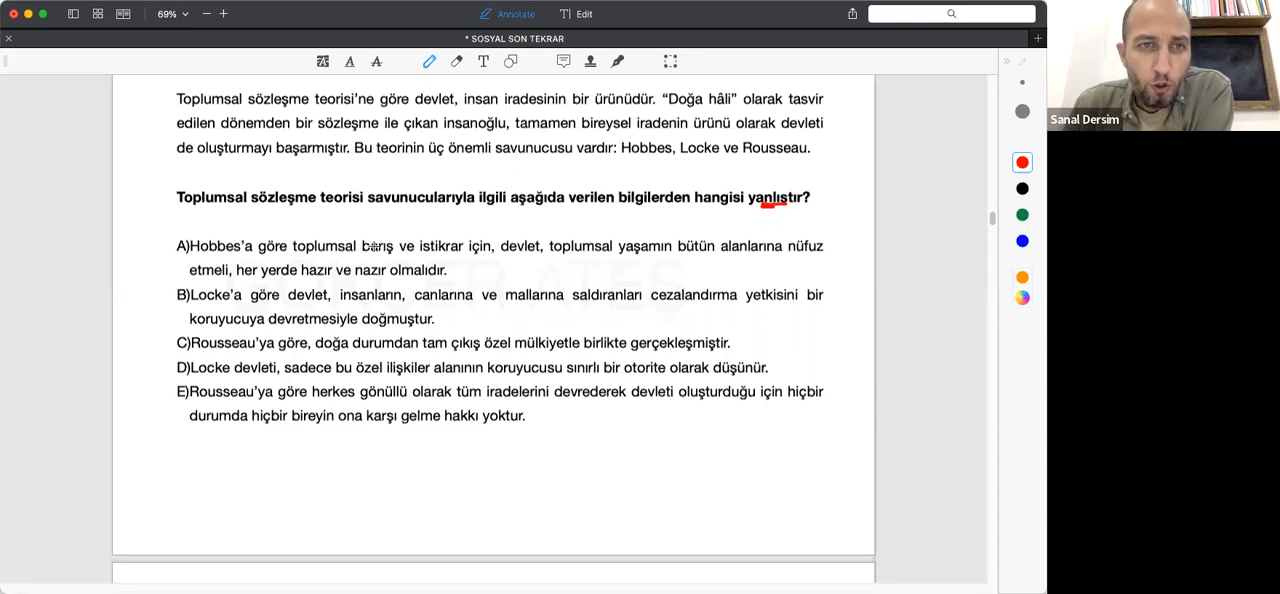 69%
Annotate
Edit
* SOSYAL SON TEKRAR
Toplumsal sözleşme teorisi’ne göre devlet, insan iradesinin bir ürünüdür. “Doğa hâli” olarak tasvir
edilen dönemden bir sözleşme ile çıkan insanoğlu, tamamen bireysel iradenin ürünü olarak devleti
de oluşturmayı başarmıştır. Bu teorinin üç önemli savunucusu vardır: Hobbes, Locke ve Rousseau.
Toplumsal sözleşme teorisi savunucularıyla ilgili aşağıda verilen bilgilerden hangisi yanlıştır?
A)Hobbes’a göre toplumsal barış ve istikrar için, devlet, toplumsal yaşamın bütün alanlarına nüfuz
etmeli, her yerde hazır ve nazır olmalıdır.
B)Locke’a göre devlet, insanların, canlarına ve mallarına saldıranları cezalandırma yetkisini bir
koruyucuya devretmesiyle doğmuştur.
C)Rousseau’ya göre, doğa durumdan tam çıkış özel mülkiyetle birlikte gerçekleşmiştir.
D)Locke devleti, sadece bu özel ilişkiler alanının koruyucusu sınırlı bir otorite olarak düşünür.
E)Rousseau’ya göre herkes gönüllü olarak tüm iradelerini devrederek devleti oluşturduğu için hiçbir
durumda hiçbir bireyin ona karşı gelme hakkı yoktur.
Sanal Dersim